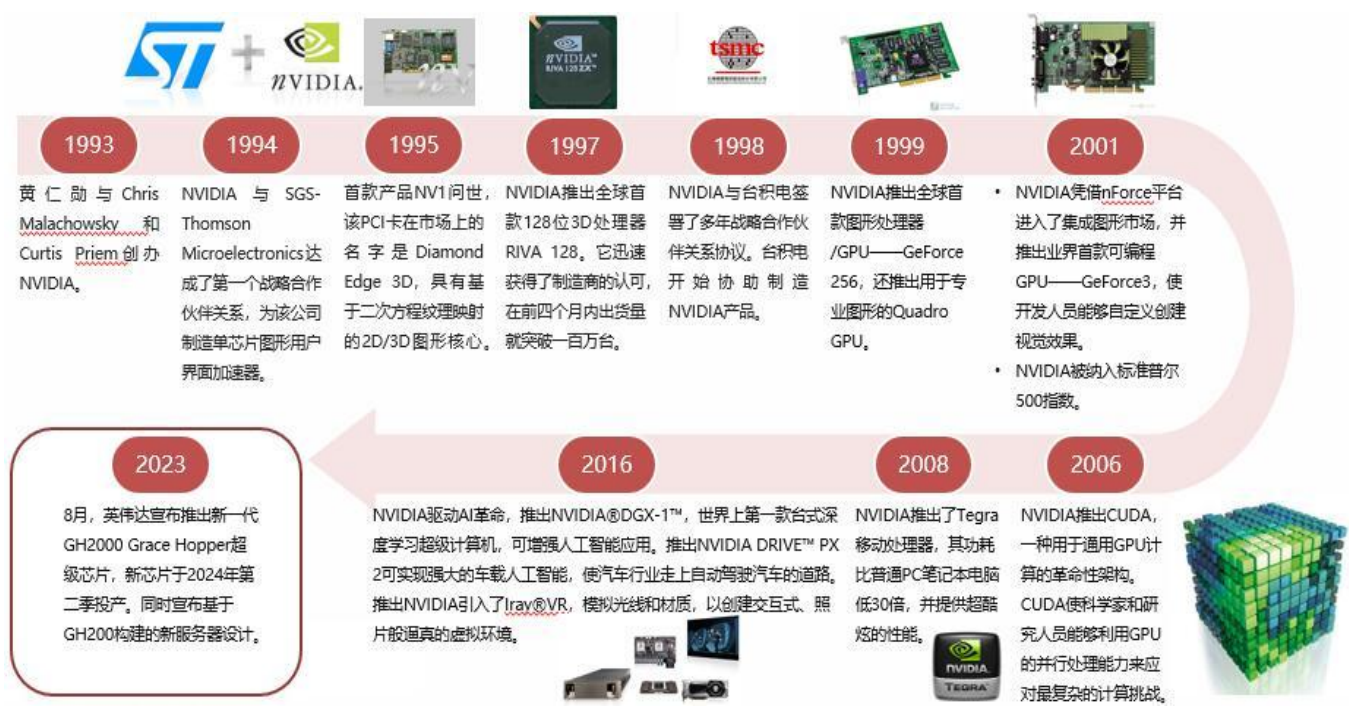 ST
nVIDIA.
nVIDIA™
RIVA 128 ZX™
tsmc
1993
黄仁勋与Chris
Malachowsky 和
Curtis Priem创办
NVIDIA。
1994
NVIDIA 与 SGS-
Thomson
Microelectronics达
成了第一个战略合作
伙伴关系，为该公司
制造单芯片图形用户
界面加速器。
1995
首款产品NV1问世，
该PCI卡在市场上的
名字是Diamond
Edge 3D，具有基
于二次方程纹理映射
的2D/3D图形核心。
1997
NVIDIA推出全球首
款128位3D处理器
RIVA 128。它迅速
获得了制造商的认可，
在前四个月内出货量
就突破一百万台。
1998
NVIDIA与台积电签
署了多年战略合作伙
伴关系协议。台积电
开始协助制造
NVIDIA产品。
1999
NVIDIA推出全球首
款图形处理器
/GPU——GeForce
256，还推出用于专
业图形的Quadro
GPU。
2001
• NVIDIA凭借nForce平台
进入了集成图形市场，并
推出业界首款可编程
GPU——GeForce3，使
开发人员能够自定义创建
视觉效果。
• NVIDIA被纳入标准普尔
500指数。
2023
8月，英伟达宣布推出新一代
GH2000 Grace Hopper超
级芯片，新芯片于2024年第
二季投产。同时宣布基于
GH200构建的新服务器设计。
2016
NVIDIA驱动AI革命，推出NVIDIA®DGX-1™，世界上第一款台式深
度学习超级计算机，可增强人工智能应用。推出NVIDIA DRIVE™ PX
2可实现强大的车载人工智能，使汽车行业走上自动驾驶汽车的道路。
推出NVIDIA引入了Iray®VR，模拟光线和材质，以创建交互式、照
片般逼真的虚拟环境。
2008
NVIDIA推出了Tegra
移动处理器，其功耗
比普通PC笔记本电脑
低30倍，并提供超酷
炫的性能。
NVIDIA.
TEGRA
2006
NVIDIA推出CUDA，
一种用于通用GPU计
算的革命性架构。
CUDA使科学家和研
究人员能够利用GPU
的并行处理能力来应
对最复杂的计算挑战。